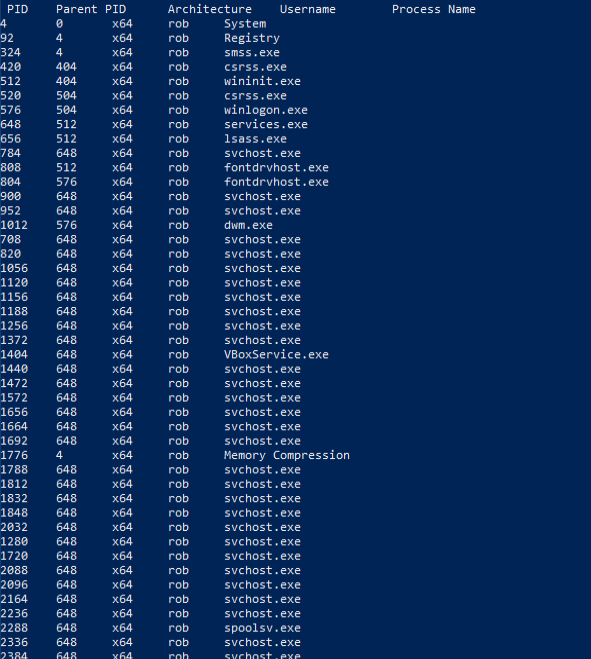 PID Parent PID Architecture Username Process Name
4 0 x64 rob System
92 4 x64 rob Registry
324 4 x64 rob smss.exe
420 404 x64 rob csrss.exe
512 404 x64 rob wininit.exe
520 504 x64 rob csrss.exe
576 504 x64 rob winlogon.exe
648 512 x64 rob services.exe
656 512 x64 rob lsass.exe
784 648 x64 rob svchost.exe
808 512 x64 rob fontdrvhost.exe
804 576 x64 rob fontdrvhost.exe
900 648 x64 rob svchost.exe
952 648 x64 rob svchost.exe
1012 576 x64 rob dwm.exe
708 648 x64 rob svchost.exe
820 648 x64 rob svchost.exe
1056 648 x64 rob svchost.exe
1120 648 x64 rob svchost.exe
1156 648 x64 rob svchost.exe
1188 648 x64 rob svchost.exe
1256 648 x64 rob svchost.exe
1372 648 x64 rob svchost.exe
1404 648 x64 rob VBoxService.exe
1440 648 x64 rob svchost.exe
1472 648 x64 rob svchost.exe
1572 648 x64 rob svchost.exe
1656 648 x64 rob svchost.exe
1664 648 x64 rob svchost.exe
1692 648 x64 rob svchost.exe
1776 4 x64 rob Memory Compression
1788 648 x64 rob svchost.exe
1812 648 x64 rob svchost.exe
1832 648 x64 rob svchost.exe
1848 648 x64 rob svchost.exe
2032 648 x64 rob svchost.exe
1280 648 x64 rob svchost.exe
1720 648 x64 rob svchost.exe
2088 648 x64 rob svchost.exe
2096 648 x64 rob svchost.exe
2164 648 x64 rob svchost.exe
2236 648 x64 rob svchost.exe
2288 648 x64 rob spoolsv.exe
2336 648 x64 rob svchost.exe
2384 648 x64 rob svchost.exe